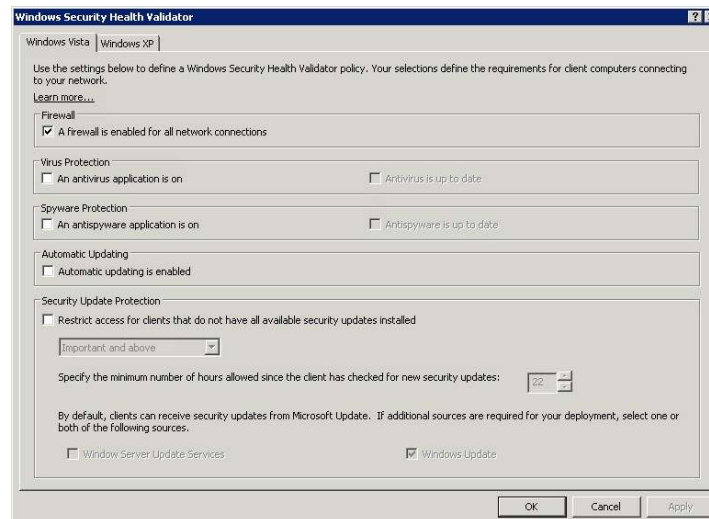 Windows Security Health Validator
Windows Vista
Windows XP
Use the settings below to define a Windows Security Health Validator policy. Your selections define the requirements for client computers connecting
to your network.
Learn more...
Firewall
A firewall is enabled for all network connections
Virus Protection
An antivirus application is on
Antivirus is up to date
Spyware Protection
An antispyware application is on
Antispyware is up to date
Automatic Updating
Automatic updating is enabled
Security Update Protection
Restrict access for clients that do not have all available security updates installed
Important and above
Specify the minimum number of hours allowed since the client has checked for new security updates:
22
By default, clients can receive security updates from Microsoft Update. If additional sources are required for your deployment, select one or
both of the following sources.
Window Server Update Services
Windows Update
OK
Cancel
Apply